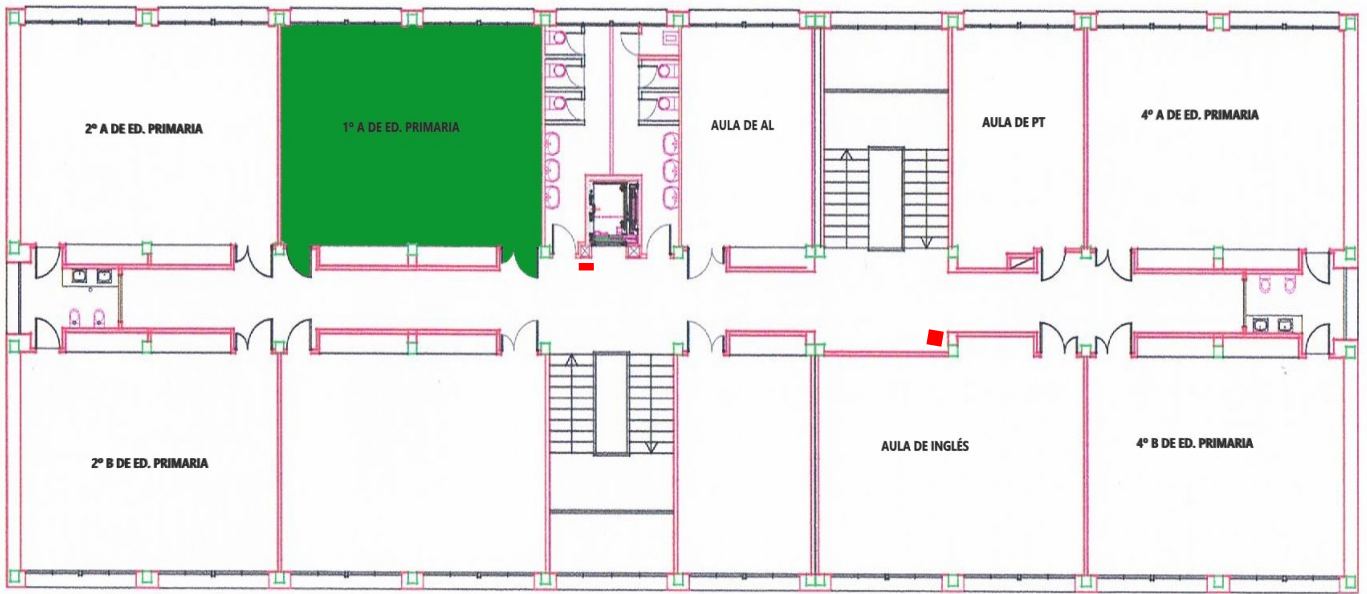 2º A DE ED. PRIMARIA
1º A DE ED. PRIMARIA
AULA DE AL
AULA DE PT
4º A DE ED. PRIMARIA
2º B DE ED. PRIMARIA
AULA DE INGLÉS
4º B DE ED. PRIMARIA